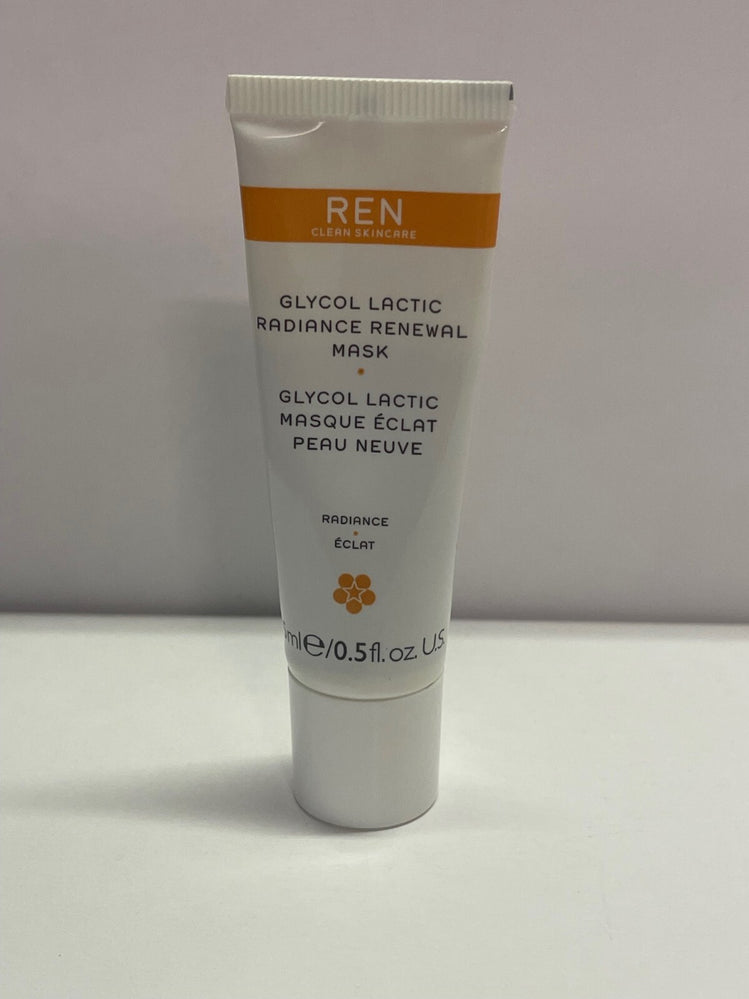 REN
CLEAN SKINCARE
GLYCOL LACTIC
RADIANCE RENEWAL
MASK
GLYCOL LACTIC
MASQUE ÉCLAT
PEAU NEUVE
RADIANCE
ÉCLAT
5ml℮/0.5fl.oz. U.S.